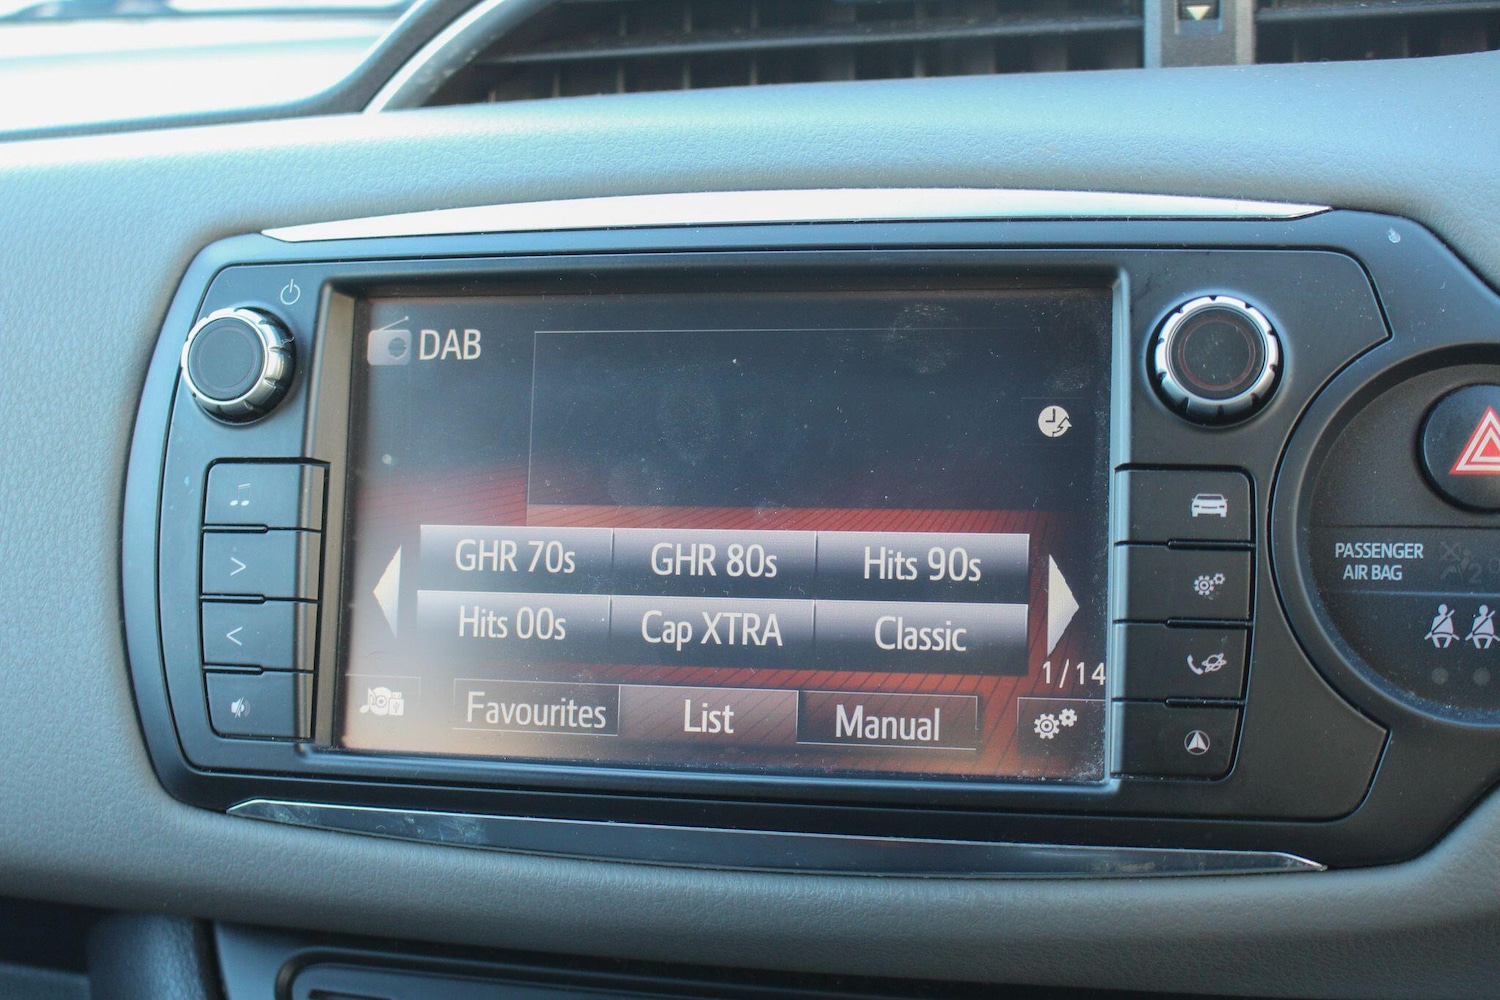 DAB
GHR 70s GHR 80s Hits 90s
Hits 00s Cap XTRA Classic
1/14
Favourites List Manual
PASSENGER
AIR BAG